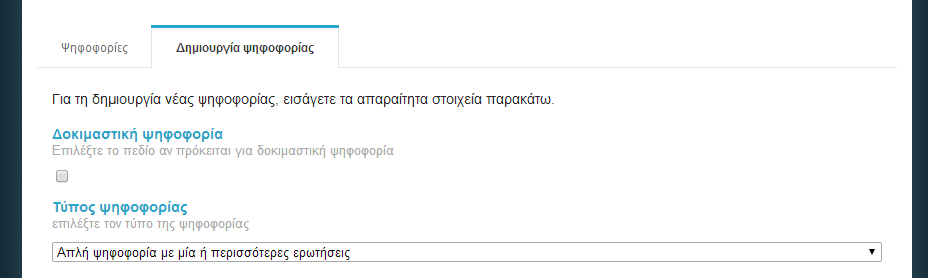 Ψηφοφορίες
Δημιουργία ψηφοφορίας
Για τη δημιουργία νέας ψηφοφορίας, εισάγετε τα απαραίτητα στοιχεία παρακάτω.
Δοκιμαστική ψηφοφορία
Επιλέξτε το πεδίο αν πρόκειται για δοκιμαστική ψηφοφορία
Τύπος ψηφοφορίας
επιλέξτε τον τύπο της ψηφοφορίας
Απλή ψηφοφορία με μία ή περισσότερες ερωτήσεις